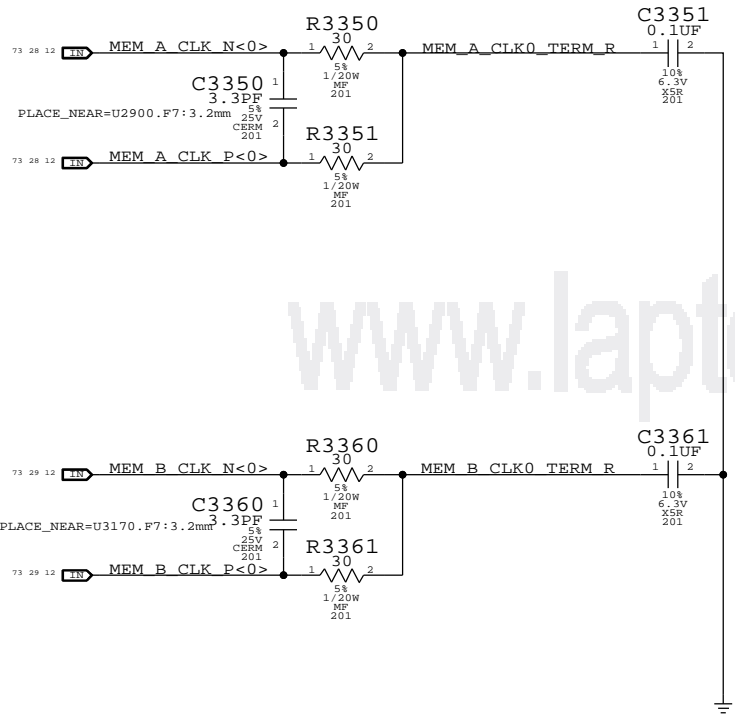 C3351
0.1UF
1 2
10%
6.3V
X5R
201
R3350
30
1 2
5%
1/20W
MF
201
73 28 12 IN MEM_A_CLK_N<0>
MEM_A_CLK0_TERM_R
C3350
3.3PF
5%
25V
CERM
201
1
2
PLACE_NEAR=U2900.F7:3.2mm
R3351
30
1 2
5%
1/20W
MF
201
73 28 12 IN MEM_A_CLK_P<0>
www.lapt
C3361
0.1UF
1 2
10%
6.3V
X5R
201
R3360
30
1 2
5%
1/20W
MF
201
73 29 12 IN MEM_B_CLK_N<0>
MEM_B_CLK0_TERM_R
C3360
3.3PF
5%
25V
CERM
201
1
2
PLACE_NEAR=U3170.F7:3.2mm
R3361
30
1 2
5%
1/20W
MF
201
73 29 12 IN MEM_B_CLK_P<0>